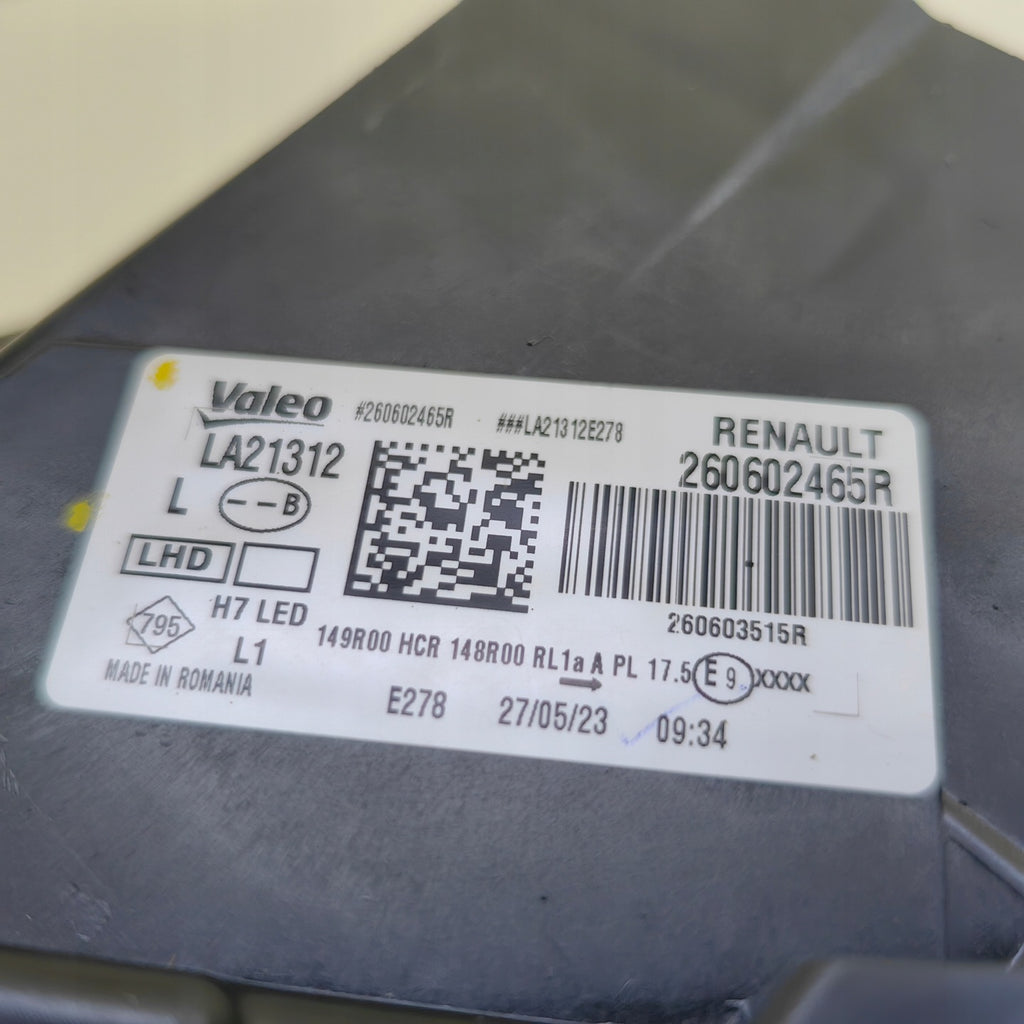 Valeo #260602465R ###LA21312E278 RENAULT
LA21312 260602465R
L --B
LHD
260603515R
795 H7 LED
L1 149R00 HCR 148R00 RL1a A PL 17.5 E 9 XXXX
MADE IN ROMANIA
E278 27/05/23 09:34